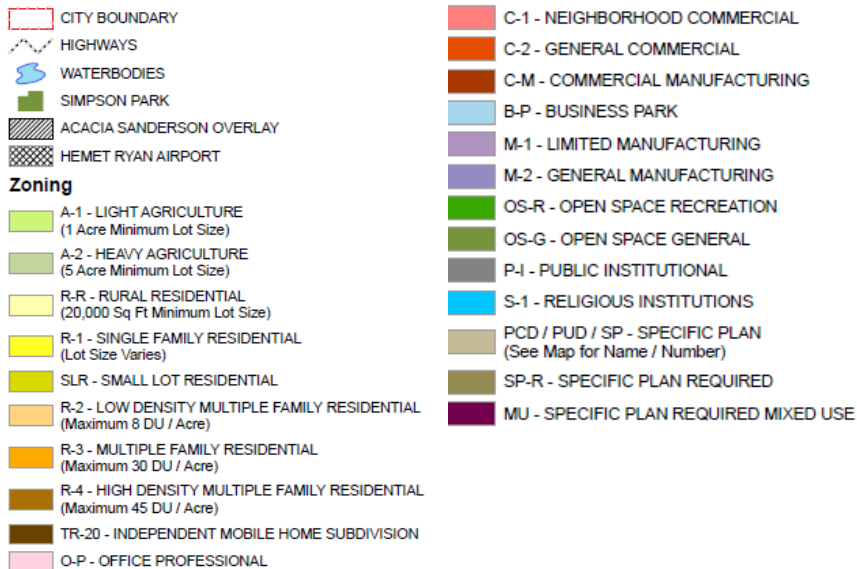 CITY BOUNDARY
HIGHWAYS
WATERBODIES
SIMPSON PARK
ACACIA SANDERSON OVERLAY
HEMET RYAN AIRPORT
Zoning
A-1 - LIGHT AGRICULTURE
(1 Acre Minimum Lot Size)
A-2 - HEAVY AGRICULTURE
(5 Acre Minimum Lot Size)
R-R - RURAL RESIDENTIAL
(20,000 Sq Ft Minimum Lot Size)
R-1 - SINGLE FAMILY RESIDENTIAL
(Lot Size Varies)
SLR - SMALL LOT RESIDENTIAL
R-2 - LOW DENSITY MULTIPLE FAMILY RESIDENTIAL
(Maximum 8 DU / Acre)
R-3 - MULTIPLE FAMILY RESIDENTIAL
(Maximum 30 DU / Acre)
R-4 - HIGH DENSITY MULTIPLE FAMILY RESIDENTIAL
(Maximum 45 DU / Acre)
TR-20 - INDEPENDENT MOBILE HOME SUBDIVISION
O-P - OFFICE PROFESSIONAL
C-1 - NEIGHBORHOOD COMMERCIAL
C-2 - GENERAL COMMERCIAL
C-M - COMMERCIAL MANUFACTURING
B-P - BUSINESS PARK
M-1 - LIMITED MANUFACTURING
M-2 - GENERAL MANUFACTURING
OS-R - OPEN SPACE RECREATION
OS-G - OPEN SPACE GENERAL
P-I - PUBLIC INSTITUTIONAL
S-1 - RELIGIOUS INSTITUTIONS
PCD / PUD / SP - SPECIFIC PLAN
(See Map for Name / Number)
SP-R - SPECIFIC PLAN REQUIRED
MU - SPECIFIC PLAN REQUIRED MIXED USE